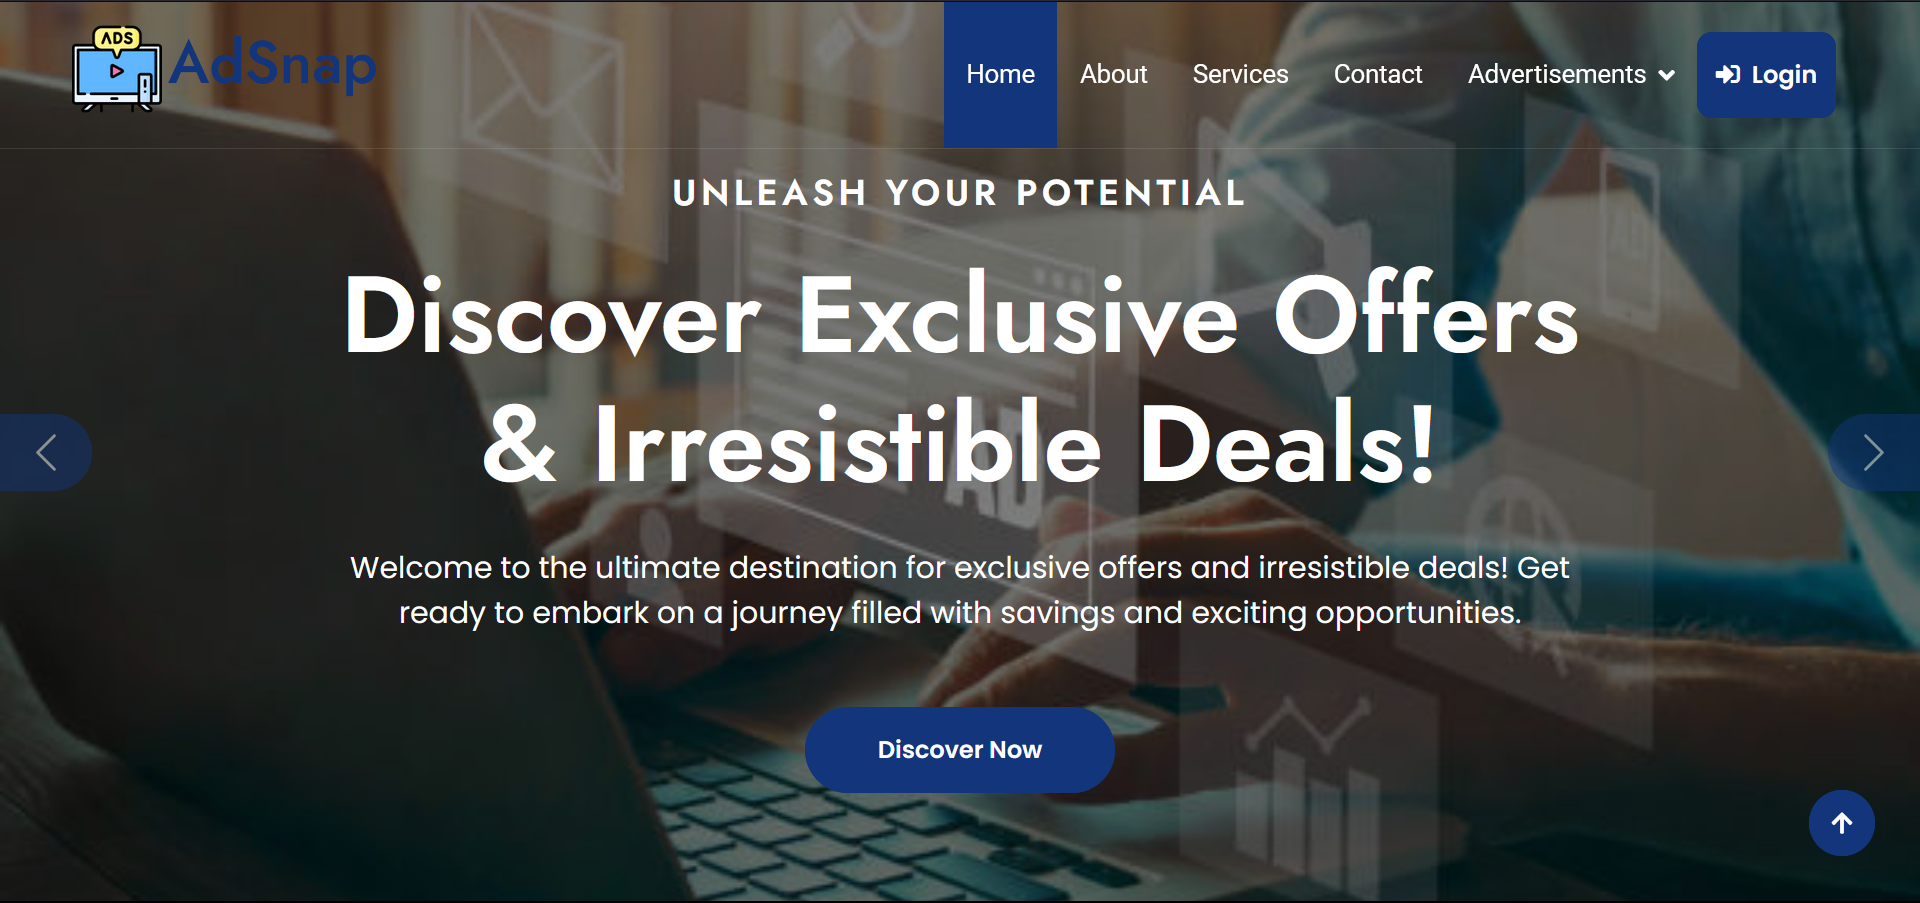 ADS
AdSnap
Home
About
Services
Contact
Advertisements
Login
UNLEASH YOUR POTENTIAL
Discover Exclusive Offers
& Irresistible Deals!
AD
Welcome to the ultimate destination for exclusive offers and irresistible deals! Get
ready to embark on a journey filled with savings and exciting opportunities.
Discover Now